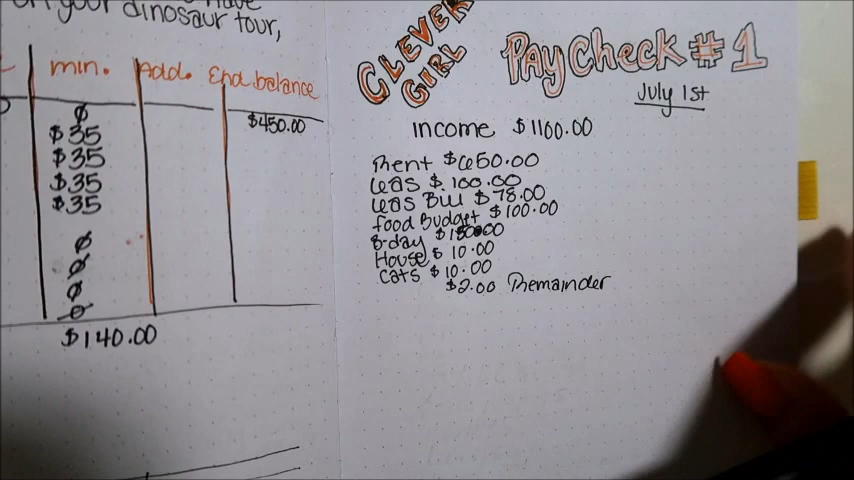 on your dinosaur tour,
min. Add. End balance
ø $450.00
$35
$35
$35
$35
ø
ø
ø
ø
$140.00
CLEVER
GIRL
PayCheck #1
July 1st
income $1100.00
Rent $650.00
Gas $ 100.00
Gas Bill $ 78.00
food Budget $100.00
B-day $150.00
House $ 10.00
Cats $ 10.00
$2.00 Remainder